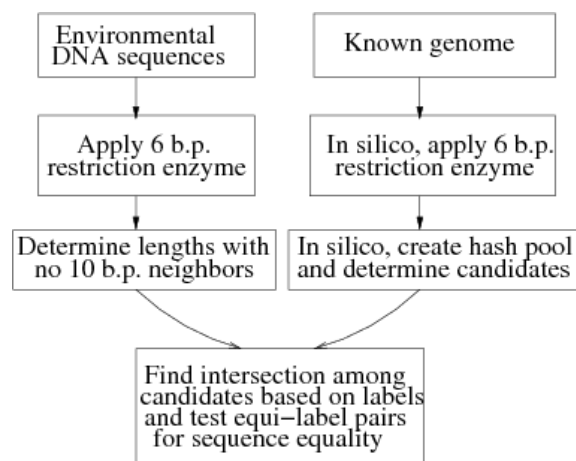 Environmental
DNA sequences
Known genome
Apply 6 b.p.
restriction enzyme
In silico, apply 6 b.p.
restriction enzyme
Determine lengths with
no 10 b.p. neighbors
In silico, create hash pool
and determine candidates
Find intersection among
candidates based on labels
and test equi−label pairs
for sequence equality